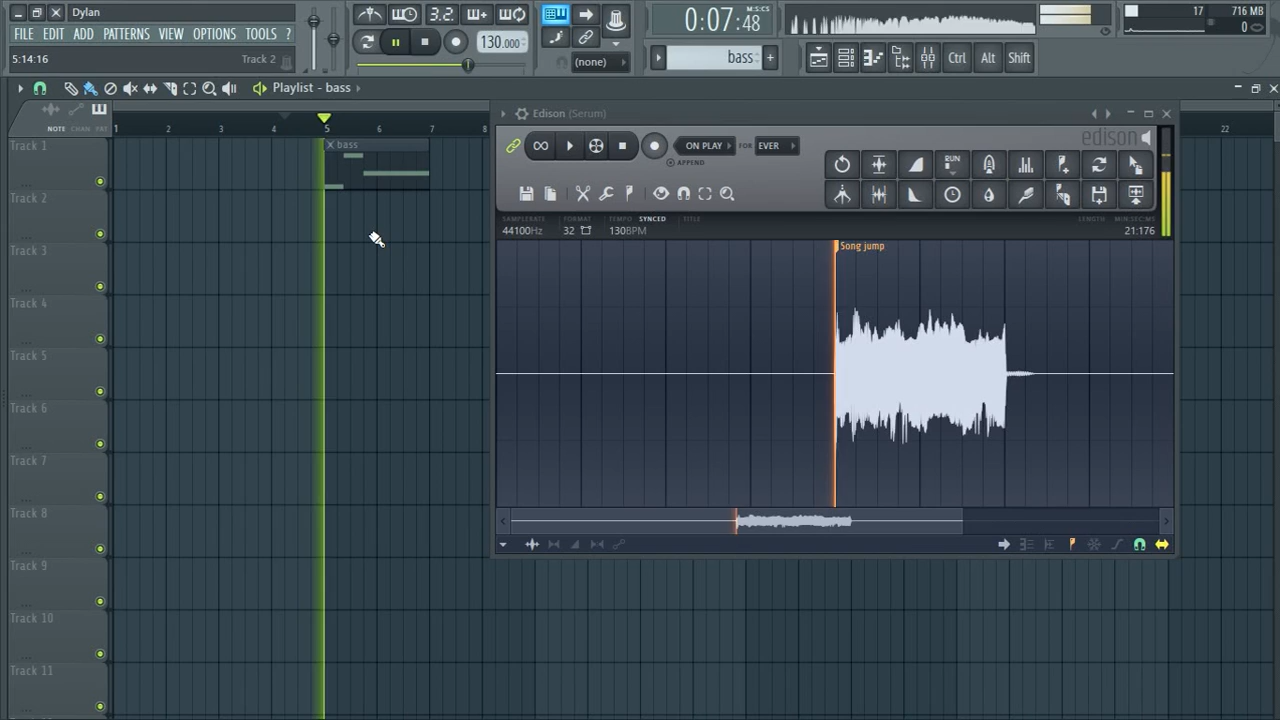 Dylan
FILE EDIT ADD PATTERNS VIEW OPTIONS TOOLS ?
5:14:16 Track 2
3.2.
130.000
(none)
0:07:48 M:S:CS
bass
Ctrl Alt Shift
17 716 MB
0
Playlist - bass
NOTE CHAN PAT
1 2 3 4 5 6 7 8 22
bass
Track 1
Track 2
Track 3
Track 4
Track 5
Track 6
Track 7
Track 8
Track 9
Track 10
Track 11
Edison (Serum)
edison
ON PLAY FOR EVER
APPEND
RUN
SAMPLERATE FORMAT TEMPO SYNCED TITLE LENGTH MIN:SEC:MS
44100Hz 32 130BPM 21:176
Song jump